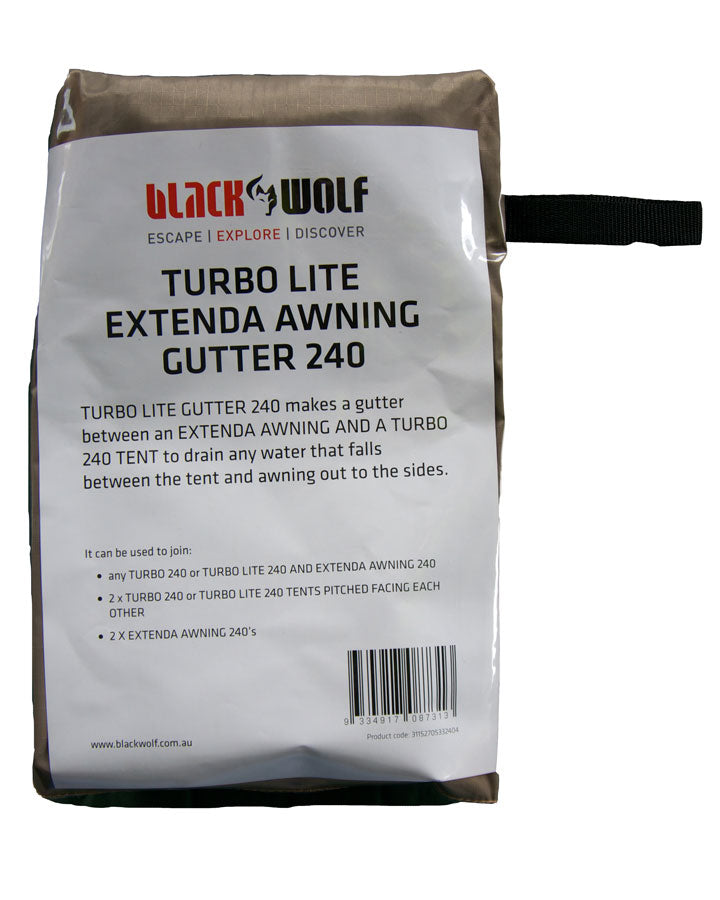 BLACK WOLF
ESCAPE | EXPLORE | DISCOVER
TURBO LITE
EXTENDA AWNING
GUTTER 240
TURBO LITE GUTTER 240 makes a gutter
between an EXTENDA AWNING AND A TURBO
240 TENT to drain any water that falls
between the tent and awning out to the sides.
It can be used to join:
• any TURBO 240 or TURBO LITE 240 AND EXTENDA AWNING 240
• 2 x TURBO 240 or TURBO LITE 240 TENTS PITCHED FACING EACH
OTHER
• 2 X EXTENDA AWNING 240's
9 334917 087313
Product code: 31152705332404
www.blackwolf.com.au